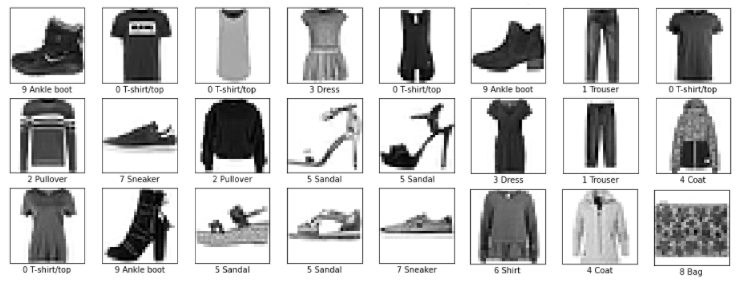 9 Ankle boot 0 T-shirt/top 0 T-shirt/top 3 Dress 0 T-shirt/top 9 Ankle boot 1 Trouser 0 T-shirt/top
2 Pullover 7 Sneaker 2 Pullover 5 Sandal 5 Sandal 3 Dress 1 Trouser 4 Coat
0 T-shirt/top 9 Ankle boot 5 Sandal 5 Sandal 7 Sneaker 6 Shirt 4 Coat 8 Bag